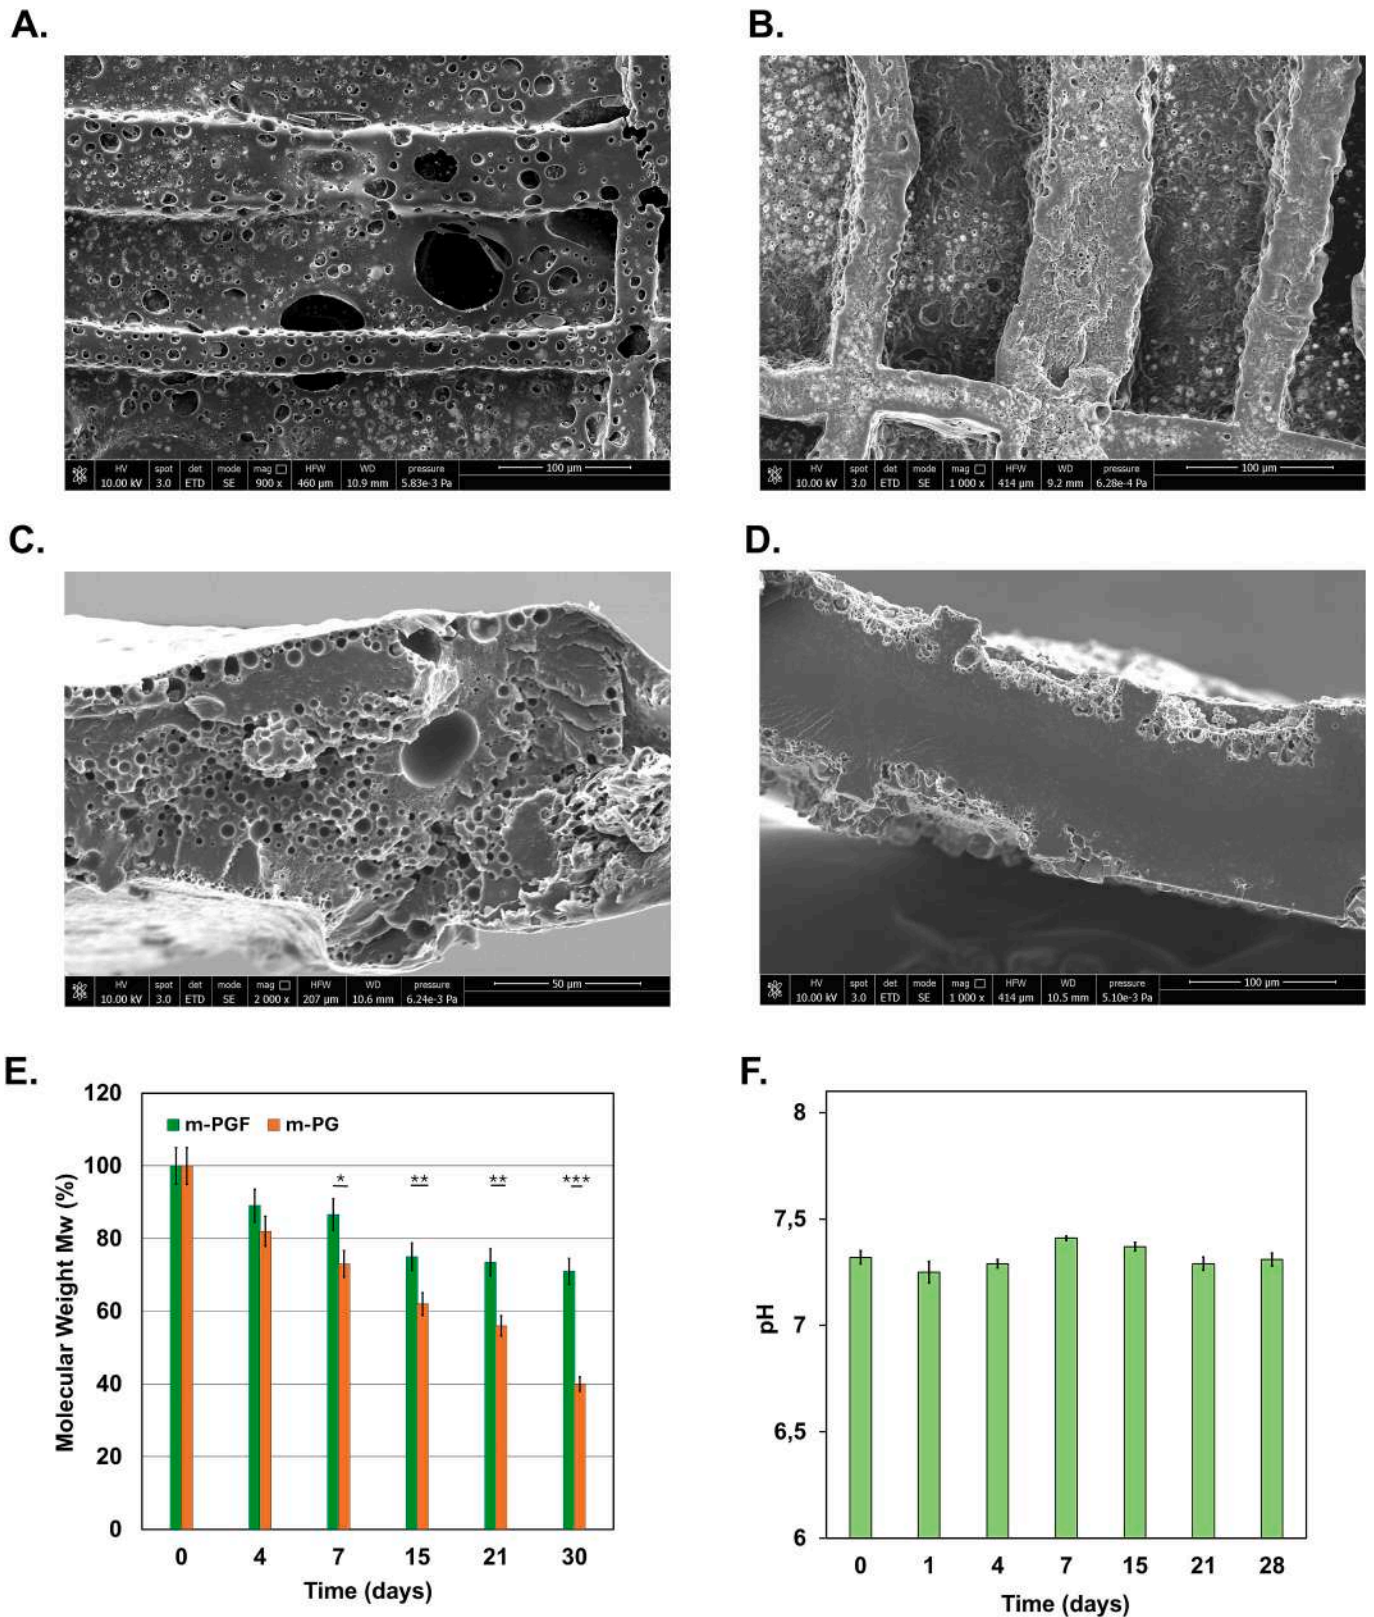 A.
B.
HV spot det mode mag HFW WD pressure
10.00 kV 3.0 ETD SE 900 x 460 µm 10.9 mm 5.83e-3 Pa
100 µm
HV spot det mode mag HFW WD pressure
10.00 kV 3.0 ETD SE 1 000 x 414 µm 9.2 mm 6.28e-4 Pa
100 µm
C.
D.
HV spot det mode mag HFW WD pressure
10.00 kV 3.0 ETD SE 2 000 x 207 µm 10.6 mm 6.24e-3 Pa
50 µm
HV spot det mode mag HFW WD pressure
10.00 kV 3.0 ETD SE 1 000 x 414 µm 10.5 mm 5.10e-3 Pa
100 µm
E.
Molecular Weight Mw (%)
120
100
80
60
40
20
0
m-PGF m-PG
* ** ** ***
0 4 7 15 21 30
Time (days)
F.
pH
8
7,5
7
6,5
6
0 1 4 7 15 21 28
Time (days)